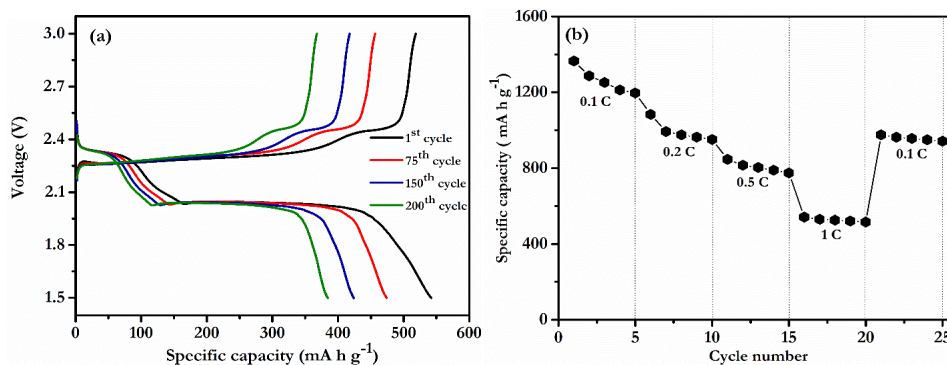 (a)
3.0
2.7
2.4
2.1
1.8
1.5
Voltage (V)
1st cycle
75th cycle
150th cycle
200th cycle
0 100 200 300 400 500 600
Specific capacity (mA h g-1)
(b)
1600
1200
800
400
0
Specific capacity ( mA h g-1)
0.1 C
0.2 C
0.5 C
1 C
0.1 C
0 5 10 15 20 25
Cycle number